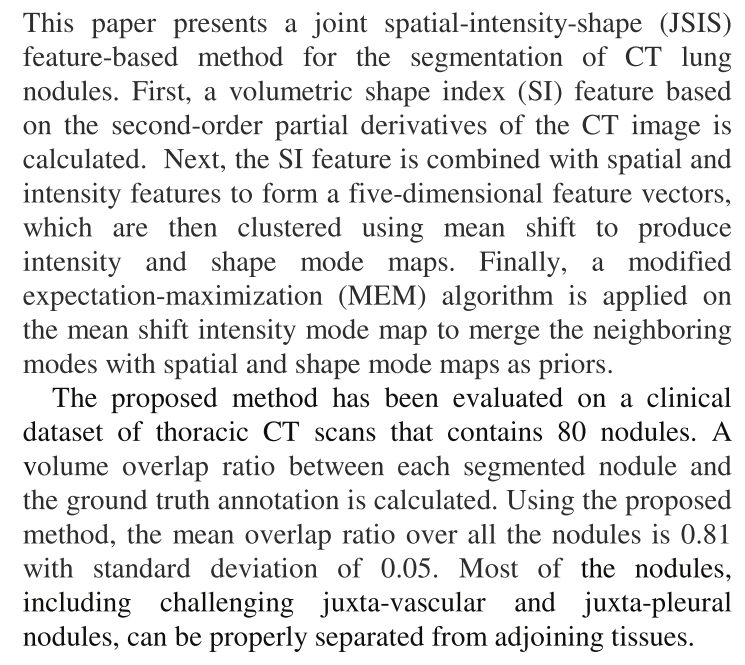 This paper presents a joint spatial-intensity-shape (JSIS)
feature-based method for the segmentation of CT lung
nodules. First, a volumetric shape index (SI) feature based
on the second-order partial derivatives of the CT image is
calculated. Next, the SI feature is combined with spatial and
intensity features to form a five-dimensional feature vectors,
which are then clustered using mean shift to produce
intensity and shape mode maps. Finally, a modified
expectation-maximization (MEM) algorithm is applied on
the mean shift intensity mode map to merge the neighboring
modes with spatial and shape mode maps as priors.
The proposed method has been evaluated on a clinical
dataset of thoracic CT scans that contains 80 nodules. A
volume overlap ratio between each segmented nodule and
the ground truth annotation is calculated. Using the proposed
method, the mean overlap ratio over all the nodules is 0.81
with standard deviation of 0.05. Most of the nodules,
including challenging juxta-vascular and juxta-pleural
nodules, can be properly separated from adjoining tissues.